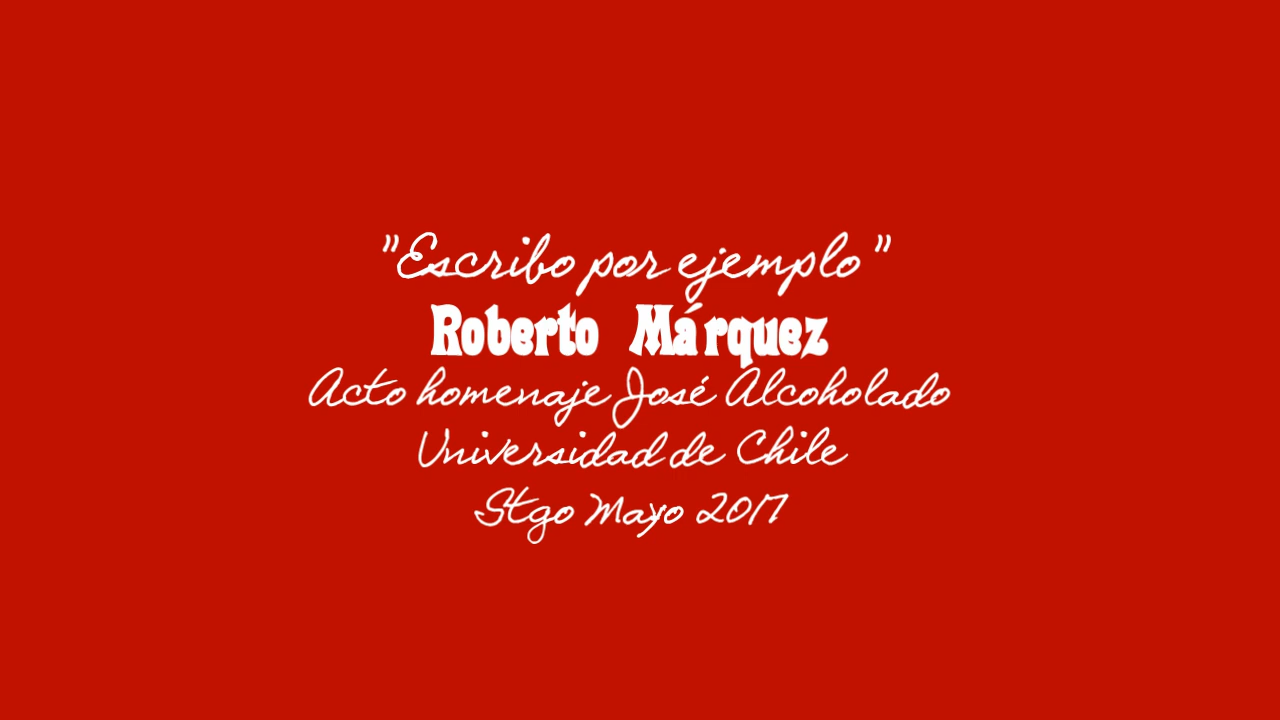 "Escribo por ejemplo"
Roberto Márquez
Acto homenaje José Alcoholado
Universidad de Chile
Stgo Mayo 2017